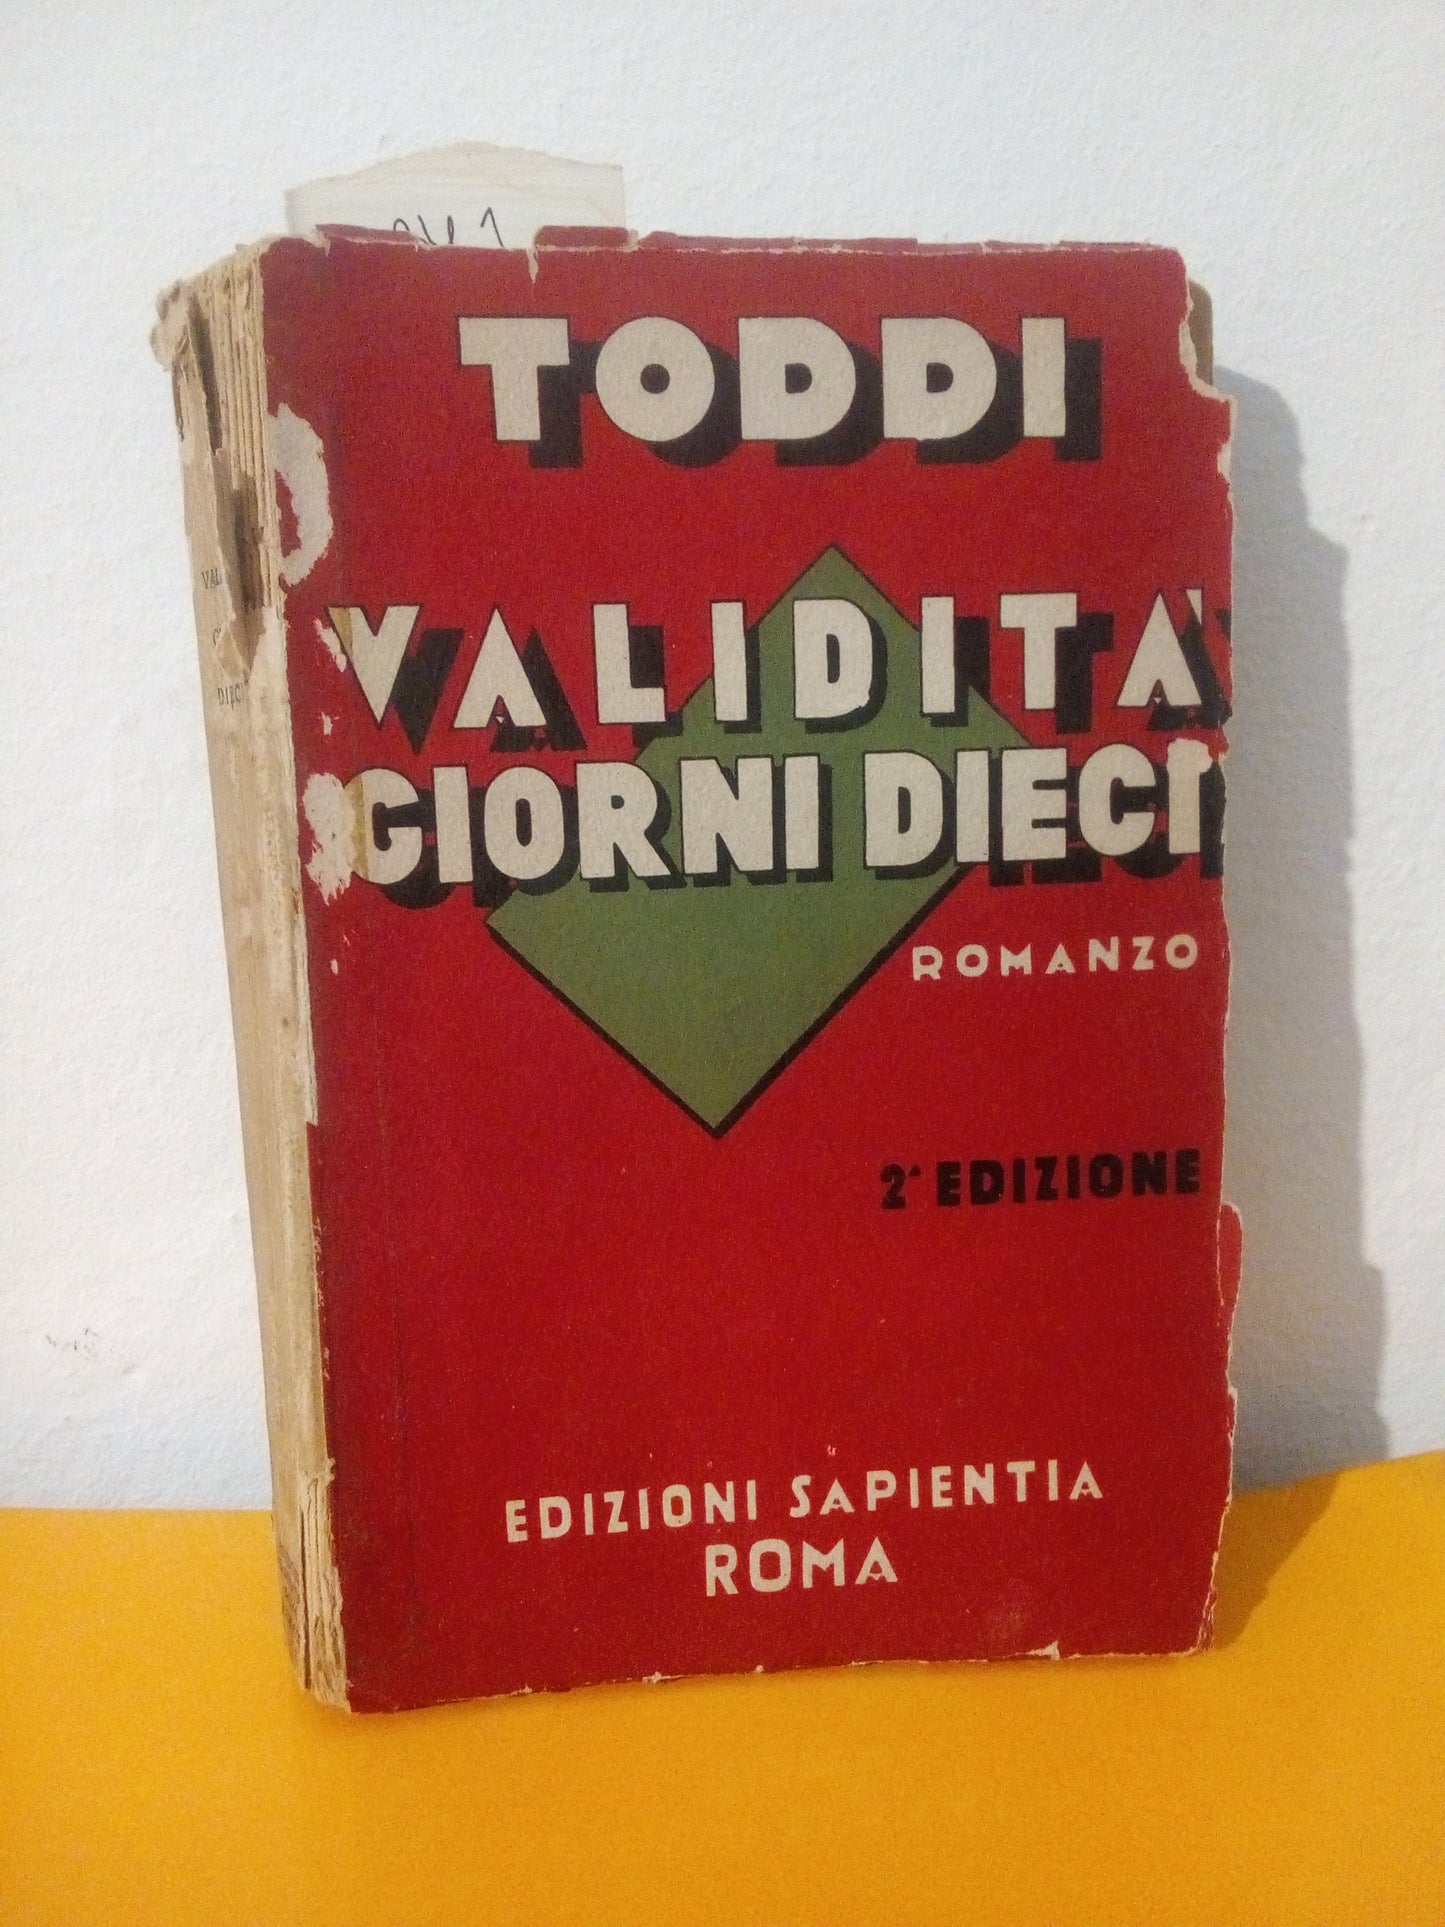 TODDI
VALIDITÀ
GIORNI DIECI
ROMANZO
2ª EDIZIONE
EDIZIONI SAPIENTIA
ROMA